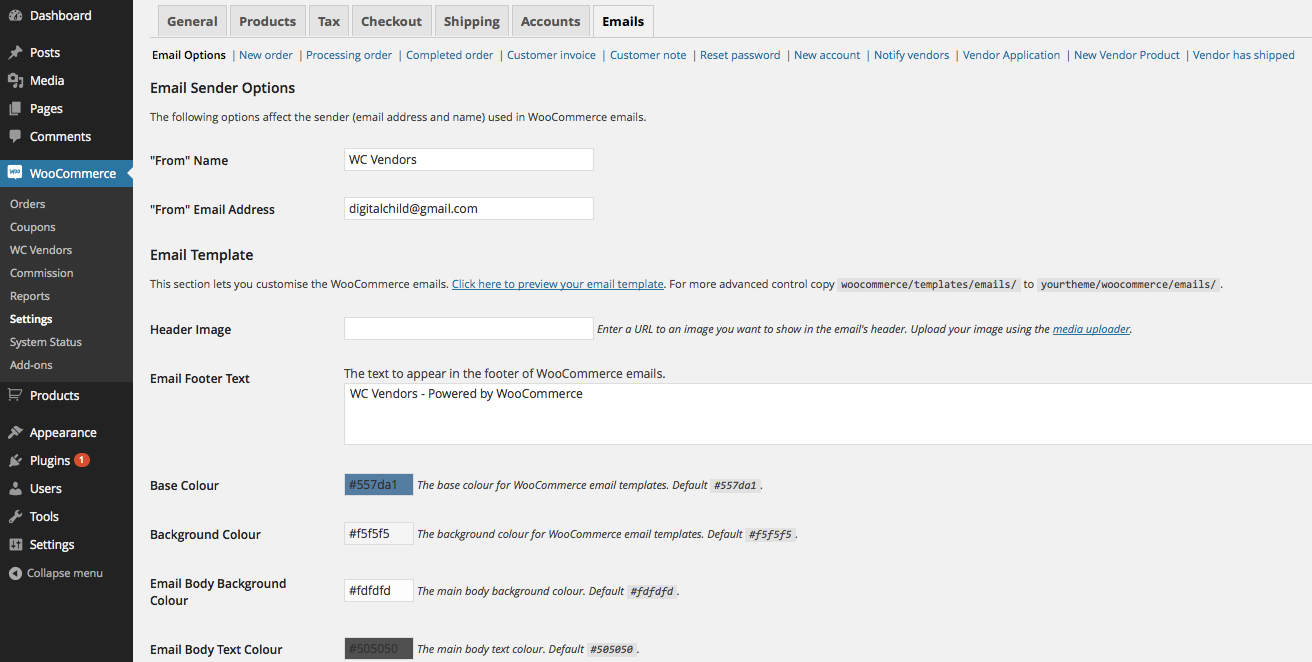 Dashboard
Posts
Media
Pages
Comments
woo WooCommerce
Orders
Coupons
WC Vendors
Commission
Reports
Settings
System Status
Add-ons
Products
Appearance
Plugins 1
Users
Tools
Settings
Collapse menu
General Products Tax Checkout Shipping Accounts Emails
Email Options | New order | Processing order | Completed order | Customer invoice | Customer note | Reset password | New account | Notify vendors | Vendor Application | New Vendor Product | Vendor has shipped
Email Sender Options
The following options affect the sender (email address and name) used in WooCommerce emails.
"From" Name WC Vendors
"From" Email Address digitalchild@gmail.com
Email Template
This section lets you customise the WooCommerce emails. Click here to preview your email template. For more advanced control copy woocommerce/templates/emails/ to yourtheme/woocommerce/emails/ .
Header Image Enter a URL to an image you want to show in the email's header. Upload your image using the media uploader.
Email Footer Text The text to appear in the footer of WooCommerce emails.
WC Vendors - Powered by WooCommerce
Base Colour #557da1 The base colour for WooCommerce email templates. Default #557da1 .
Background Colour #f5f5f5 The background colour for WooCommerce email templates. Default #f5f5f5 .
Email Body Background
Colour #fdfdfd The main body background colour. Default #fdfdfd .
Email Body Text Colour #505050 The main body text colour. Default #505050 .